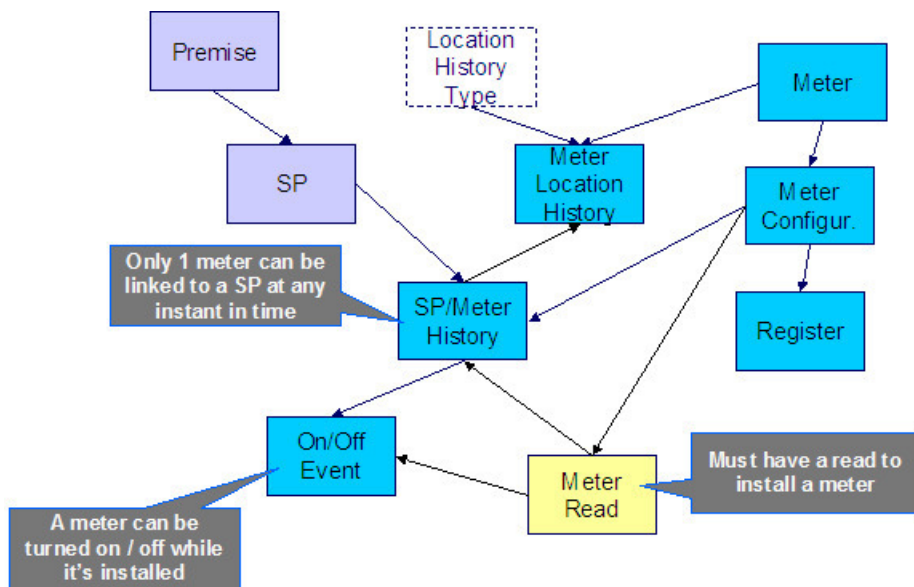 Premise
Location
History
Type
Meter
SP
Meter
Location
History
Meter
Configur.
Only 1 meter can be
linked to a SP at any
instant in time
SP/Meter
History
Register
On/Off
Event
Meter
Read
Must have a read to
install a meter
A meter can be
turned on / off while
it's installed